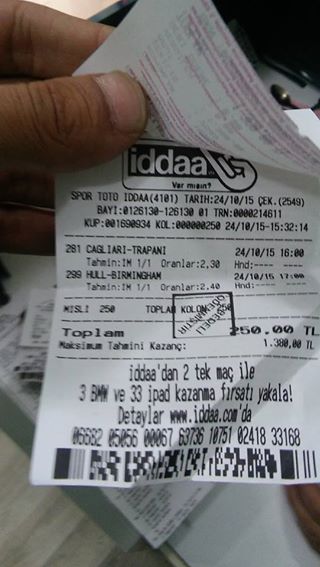 iddaa
Var mısın?
SPOR TOTO IDDAA(4101) TARIH:24/10/15 ÇEK.(2549)
BAYI:0126130-126130 01 TRN:0000214611
KUP:001690934 KOL:000000250 24/10/15-15:32:14
281 CAGLIARI-TRAPANI 24/10/15 16:00
Tahmin:IM 1/1 Oranlar:2,30 Hnd:-----
299 HULL-BIRMINGHAM 24/10/15 17:00
Tahmin:IM 1/1 Oranlar:2.40 Hnd:-----
MISLI 250 TOPLAM KOLON
BEDELİ
ÖDENMİŞTİR
Toplam 250.00 TL
Maksimum Tahmini Kazanç: 1.380,00 TL
iddaa'dan 2 tek maç ile
3 BMW ve 33 ipad kazanma fırsatı yakala!
Detaylar www.iddaa.com'da
06682 05056 00067 69736 10751 02418 33168